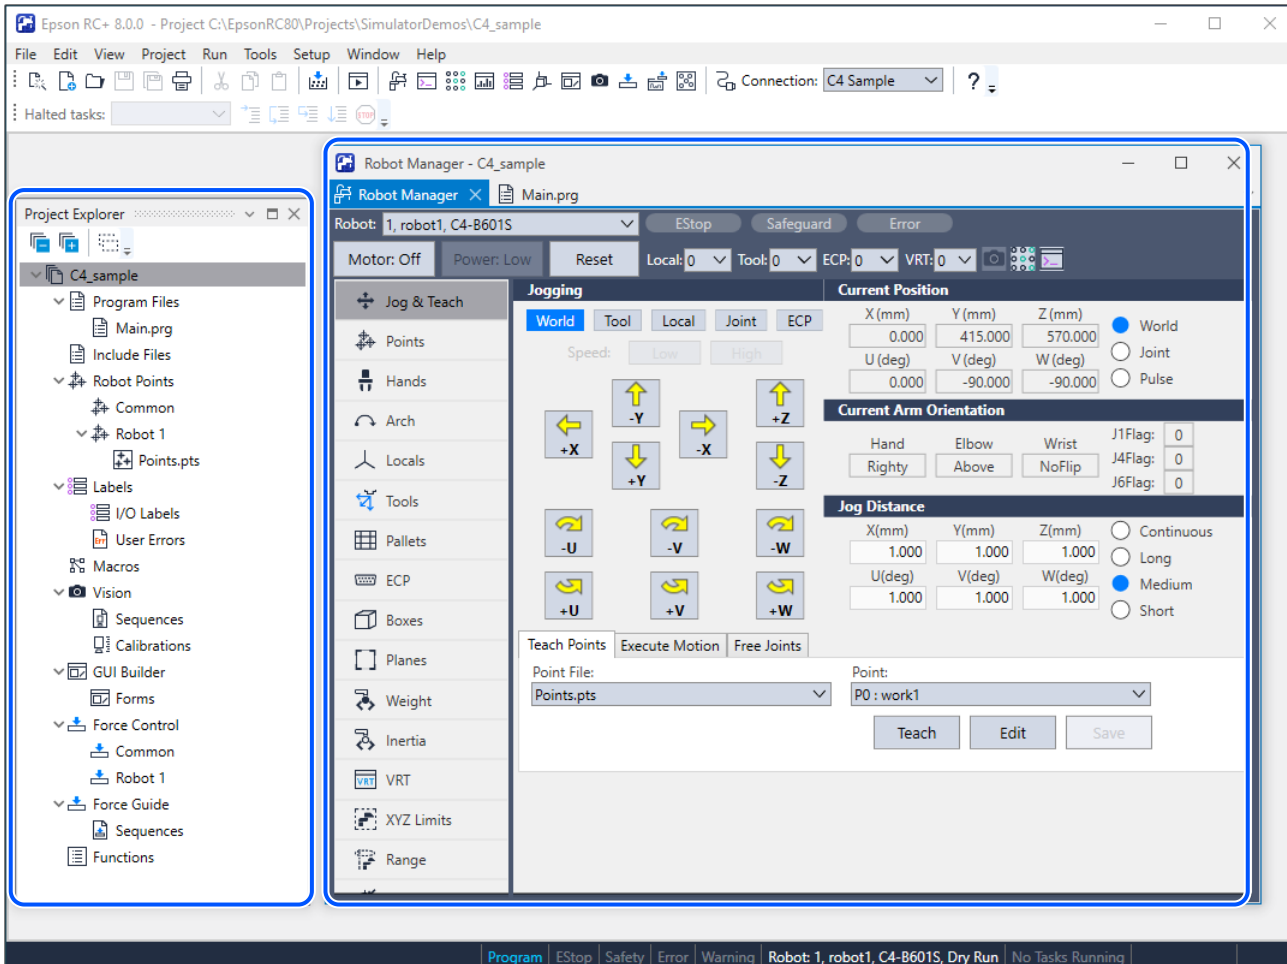 Epson RC+ 8.0.0 - Project C:\EpsonRC80\Projects\SimulatorDemos\C4_sample
File Edit View Project Run Tools Setup Window Help
Connection: C4 Sample ?
Halted tasks: STOP
Project Explorer
C4_sample
Program Files
Main.prg
Include Files
Robot Points
Common
Robot 1
Points.pts
Labels
I/O Labels
Err User Errors
Macros
Vision
Sequences
Calibrations
GUI Builder
Forms
Force Control
Common
Robot 1
Force Guide
Sequences
Functions
Robot Manager - C4_sample
Robot Manager Main.prg
Robot: 1, robot1, C4-B601S EStop Safeguard Error
Motor: Off Power: Low Reset Local: 0 Tool: 0 ECP: 0 VRT: 0
Jog & Teach
Points
Hands
Arch
Locals
Tools
Pallets
ECP
Boxes
Planes
Weight
Inertia
VRT VRT
XYZ Limits
Range
Jogging
World Tool Local Joint ECP
Speed: Low High
-Y +Z
+X -X
+Y -Z
-U -V -W
+U +V +W
Current Position
X (mm) Y (mm) Z (mm)
0.000 415.000 570.000 World
U (deg) V (deg) W (deg) Joint
0.000 -90.000 -90.000 Pulse
Current Arm Orientation
Hand Elbow Wrist J1Flag: 0
Righty Above NoFlip J4Flag: 0
J6Flag: 0
Jog Distance
X(mm) Y(mm) Z(mm) Continuous
1.000 1.000 1.000 Long
U(deg) V(deg) W(deg) Medium
1.000 1.000 1.000 Short
Teach Points Execute Motion Free Joints
Point File: Point:
Points.pts P0 : work1
Teach Edit Save
Program EStop Safety Error Warning Robot: 1, robot1, C4-B601S, Dry Run No Tasks Running